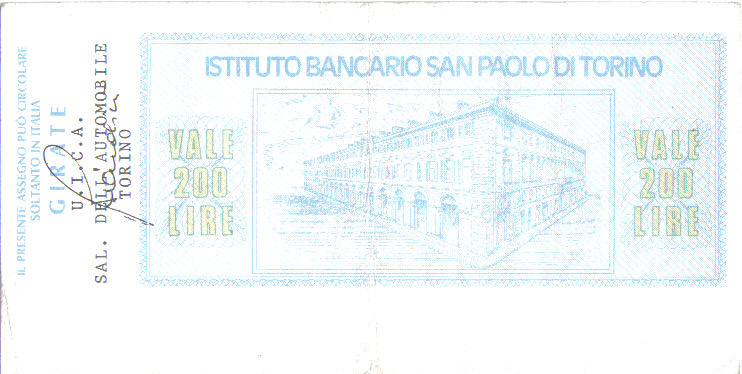 IL PRESENTE ASSEGNO PUÒ CIRCOLARE
SOLTANTO IN ITALIA
GIRATE
U.I.C.A.
SAL. DELL'AUTOMOBILE
TORINO
ISTITUTO BANCARIO SAN PAOLO DI TORINO
VALE
200
LIRE
VALE
200
LIRE